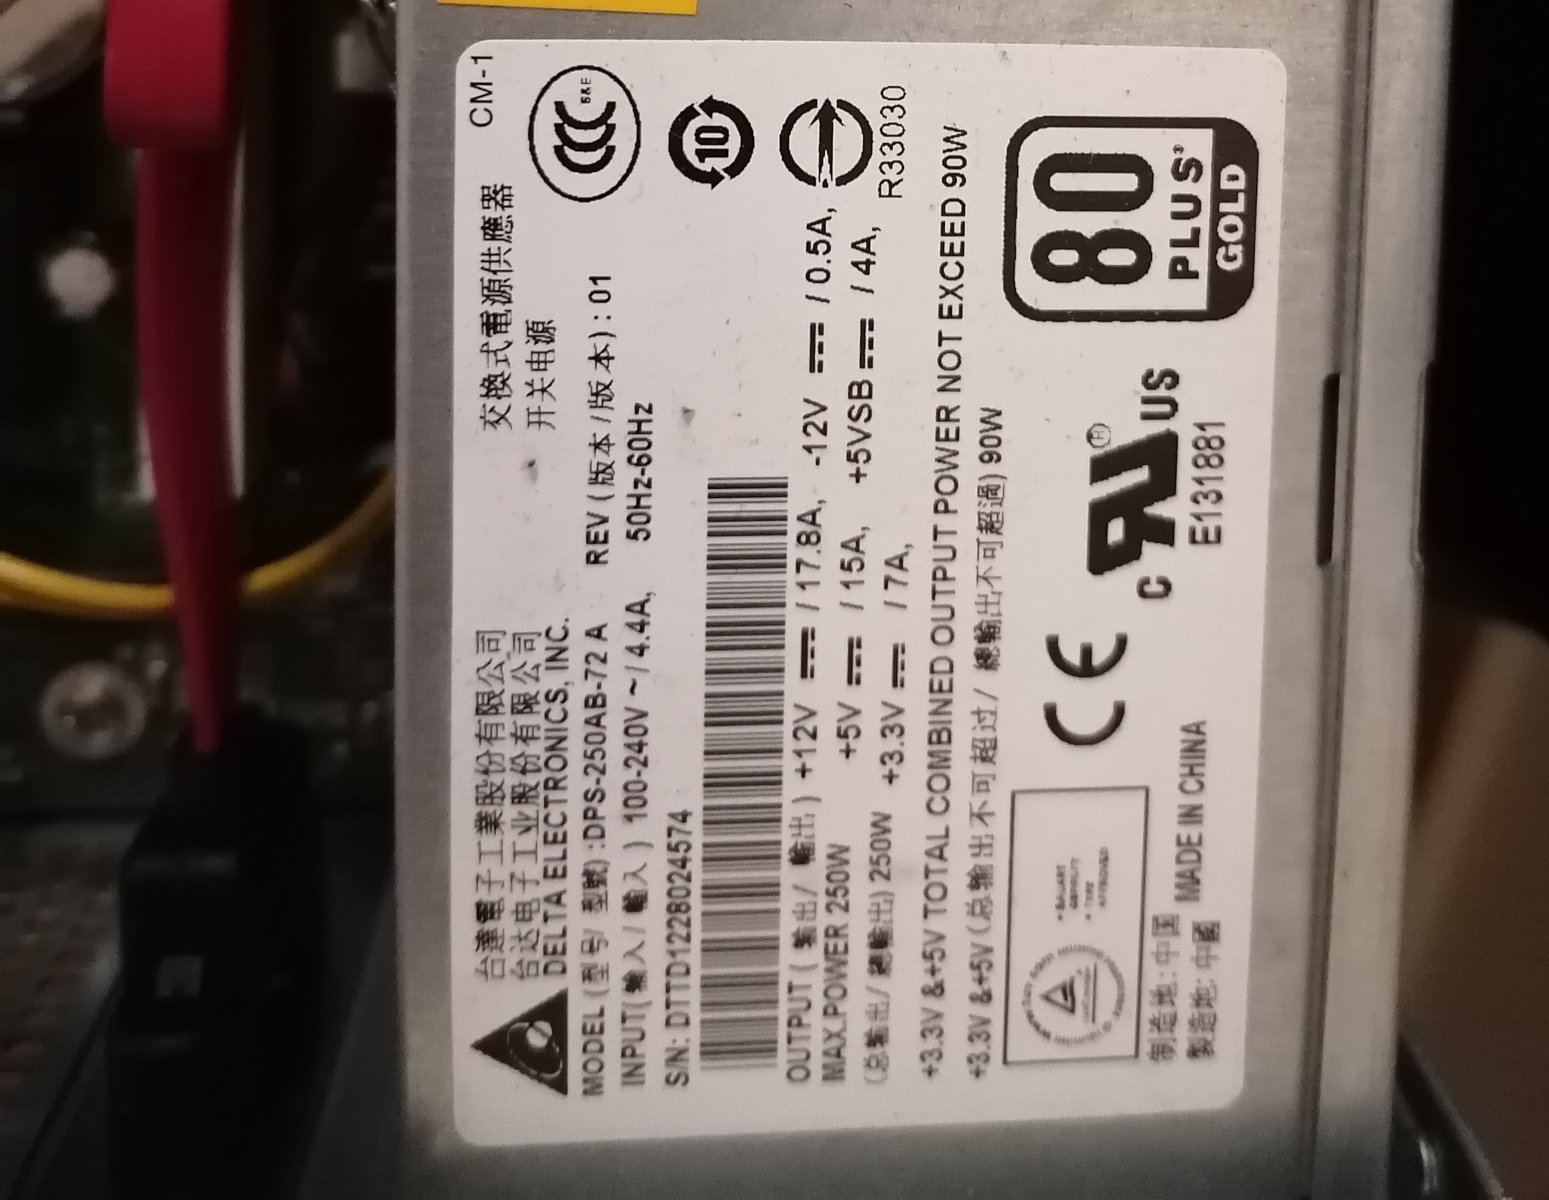 台達電子工業股份有限公司
台达电子工业股份有限公司
DELTA ELECTRONICS, INC.
交換式電源供應器
开关电源
CM-1
MODEL (型号/ 型號) :DPS-250AB-72 A REV (版本/版本) : 01
INPUT( 输入/ 輸入 ) 100-240V ~ / 4.4A, 50Hz-60Hz
S/N: DTTD1228024574
CCC
S&E
10
R33030
OUTPUT ( 输出/ 輸出 ) +12V ⎓ / 17.8A, -12V ⎓ / 0.5A,
MAX.POWER 250W +5V ⎓ / 15A, +5VSB ⎓ / 4A,
(总输出/ 總輸出) 250W +3.3V ⎓ / 7A,
+3.3V &+5V TOTAL COMBINED OUTPUT POWER NOT EXCEED 90W
+3.3V &+5V (总输出不可超过/ 總輸出不可超過) 90W
CE
c RU® US
E131881
80
PLUS®
GOLD
制造地: 中国
製造地: 中國
MADE IN CHINA